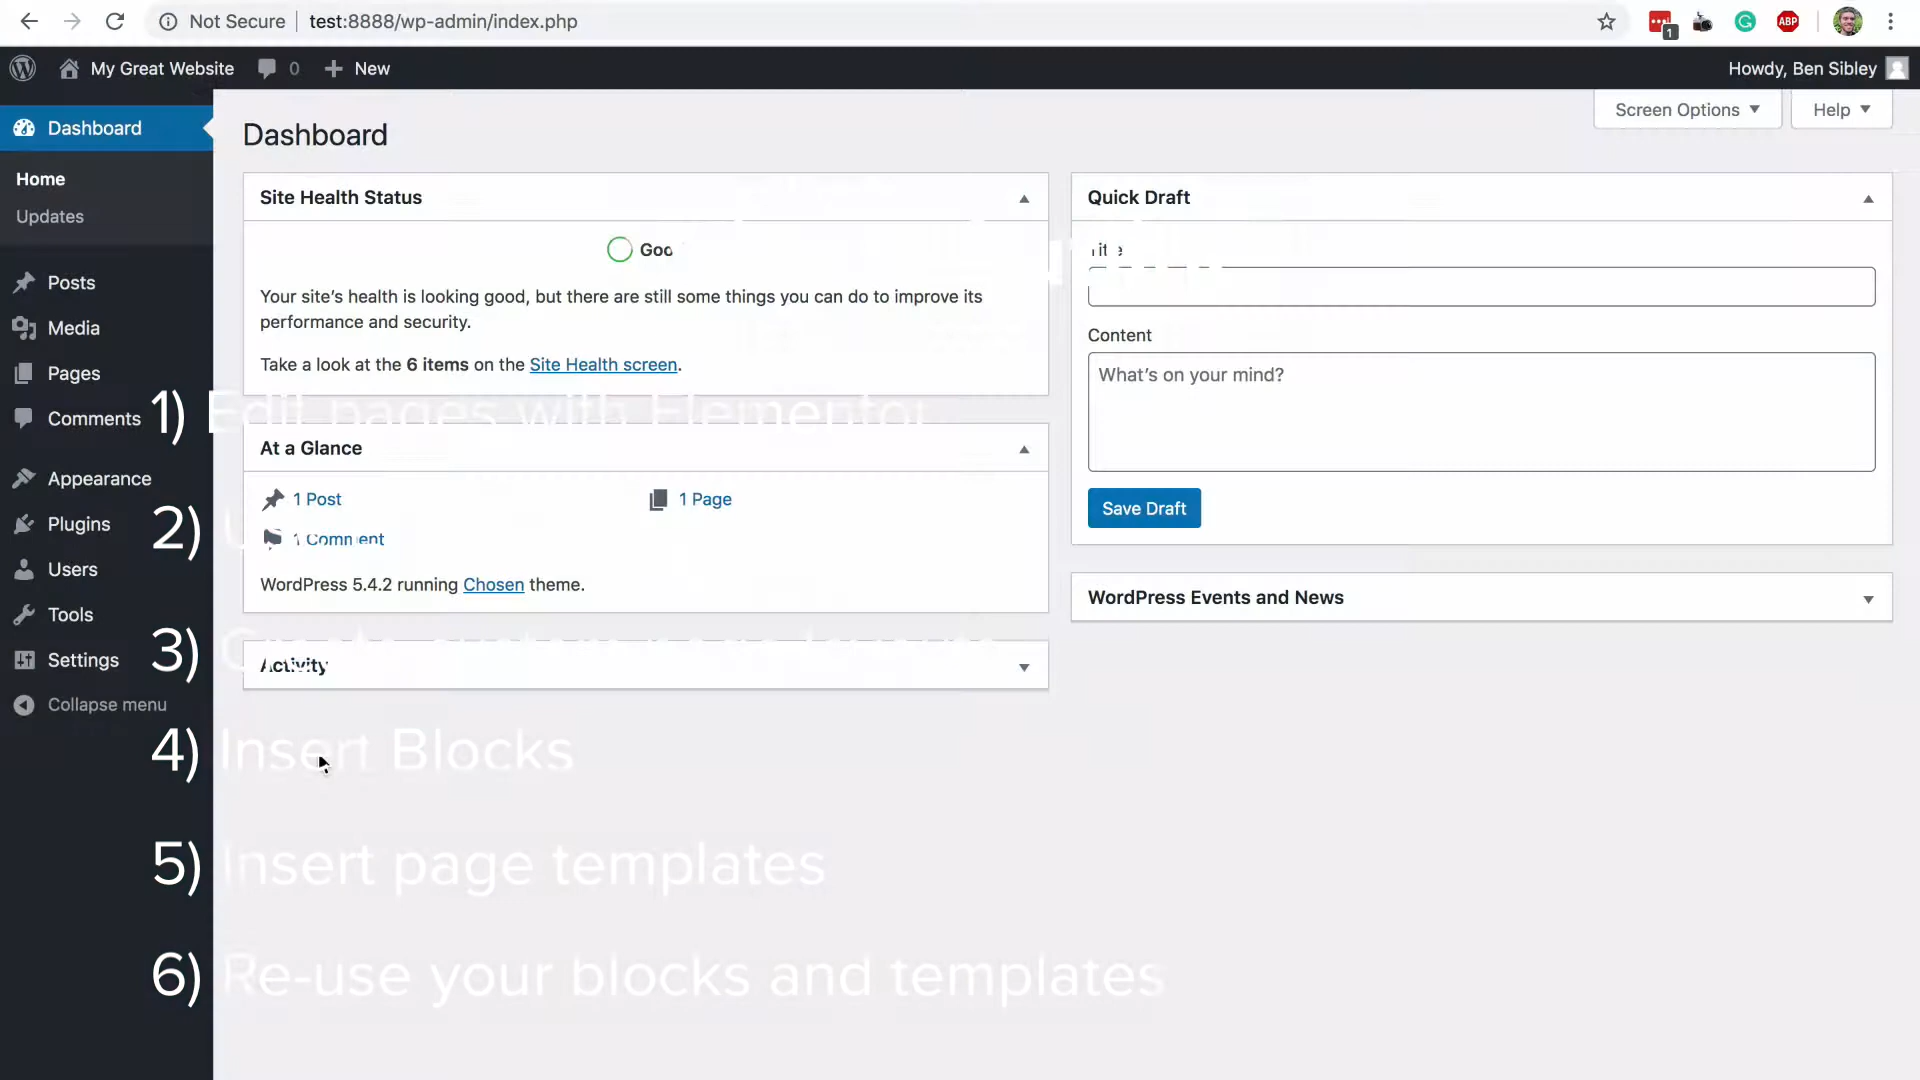 Not Secure test:8888/wp-admin/index.php
1
ABP
My Great Website 0 New
Howdy, Ben Sibley
Screen Options Help
Dashboard
Home
Updates
Posts
Media
Pages
Comments
Appearance
Plugins
Users
Tools
Settings
Collapse menu
Dashboard
Site Health Status
Your site's health is looking good, but there are still some things you can do to improve its
performance and security.
Take a look at the 6 items on the Site Health screen.
At a Glance
1 Post 1 Page
1 Comment
WordPress 5.4.2 running Chosen theme.
Activity
Quick Draft
Title
Content
What's on your mind?
Save Draft
WordPress Events and News
1) Edit pages with Elementor
2)
3)
4) Insert Blocks
5) Insert page templates
6) Re-use your blocks and templates